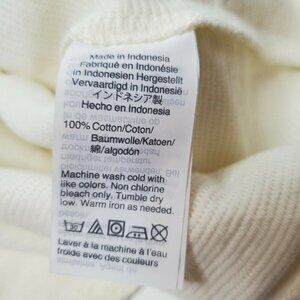 Made in Indonesia
Fabriqué en Indonésie
in Indonesien Hergestellt
Vervaardigd in Indonesië
インドネシア製
Hecho en Indonesia
100% Cotton/Coton/
Baumwolle/Katoen/
綿/algodón
Machine wash cold with
like colors. Non chlorine
bleach only. Tumble dry
low. Warm iron as needed.
30
Laver à la machine à l'eau
froide avec des couleurs